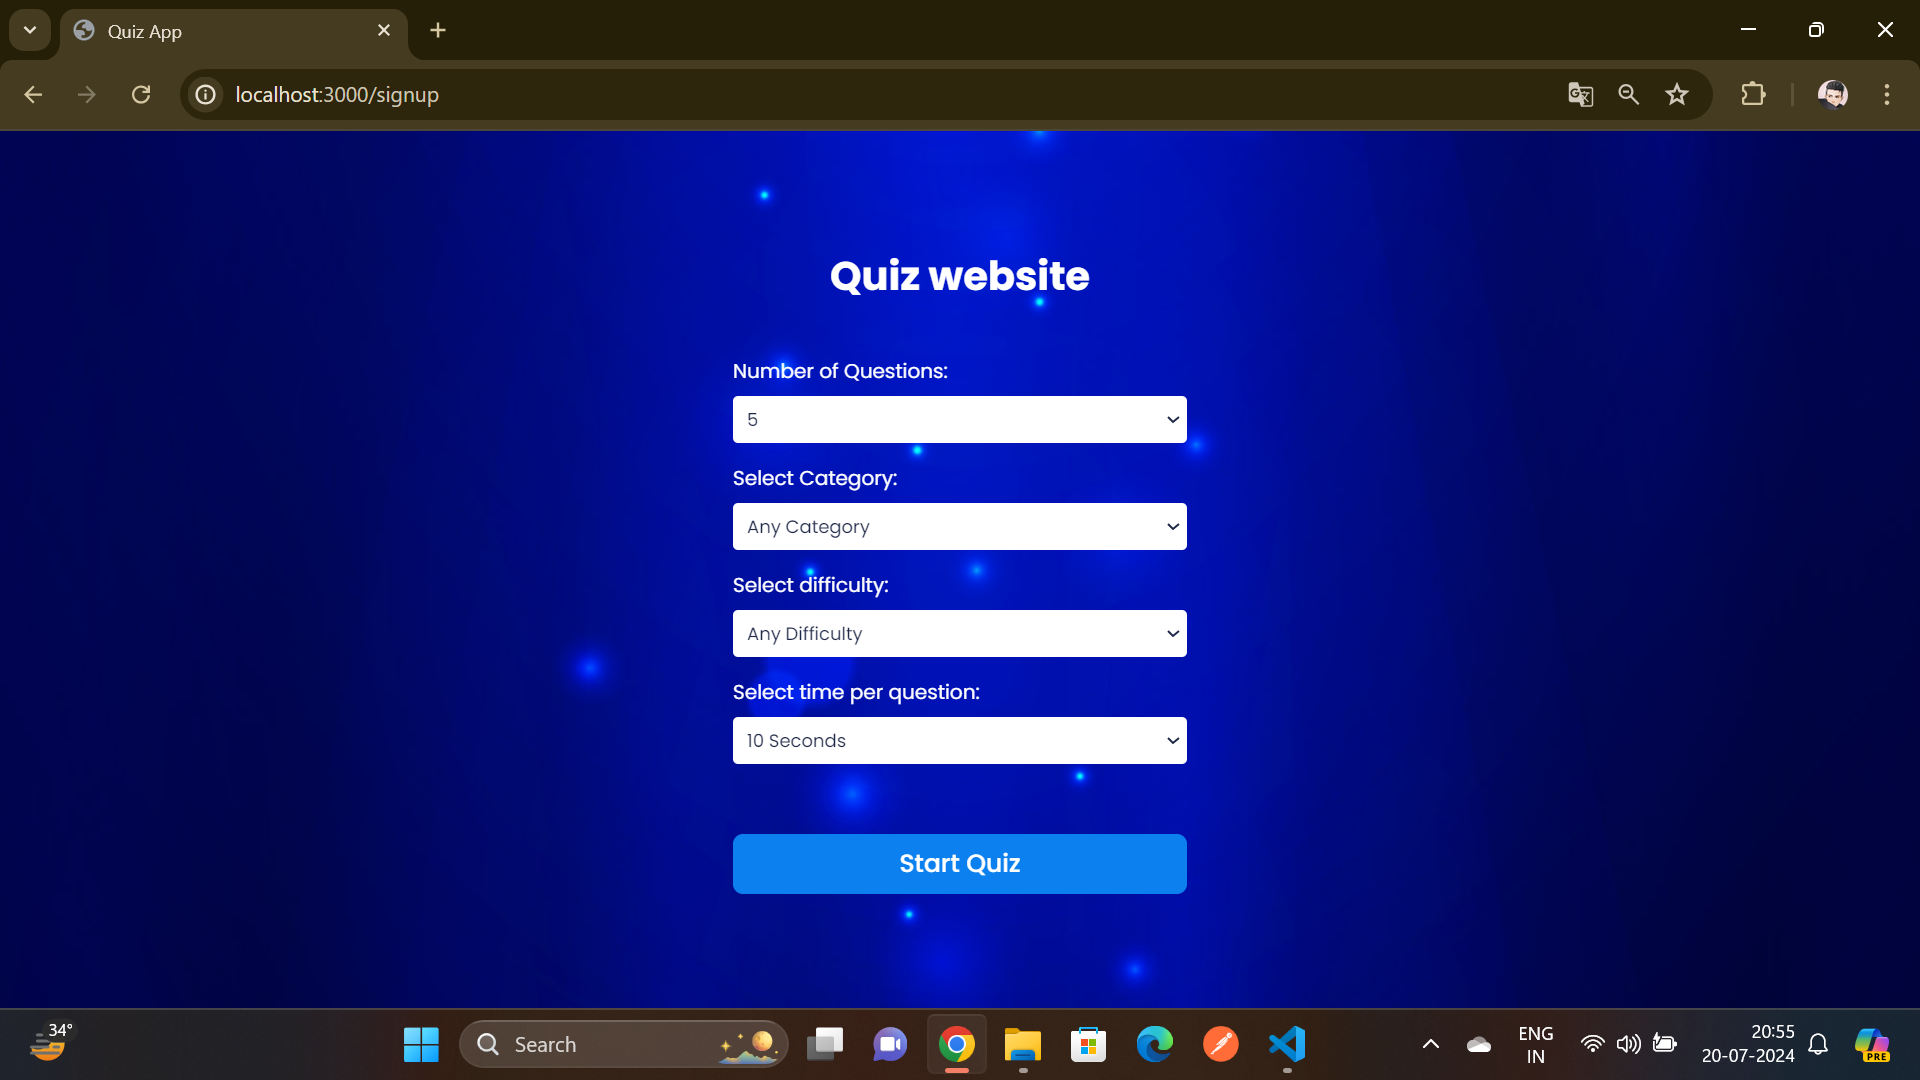 Quiz App
localhost:3000/signup
Quiz website
Number of Questions:
5
Select Category:
Any Category
Select difficulty:
Any Difficulty
Select time per question:
10 Seconds
Start Quiz
34°
Search
ENG
IN
20:55
20-07-2024
PRE